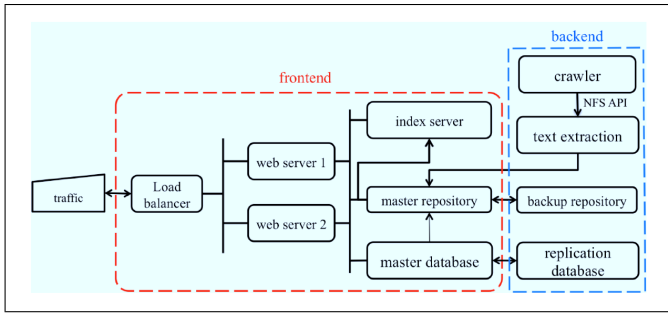 backend
frontend
crawler
NFS API
index server
text extraction
web server 1
traffic
Load
balancer
master repository
backup repository
web server 2
master database
replication
database